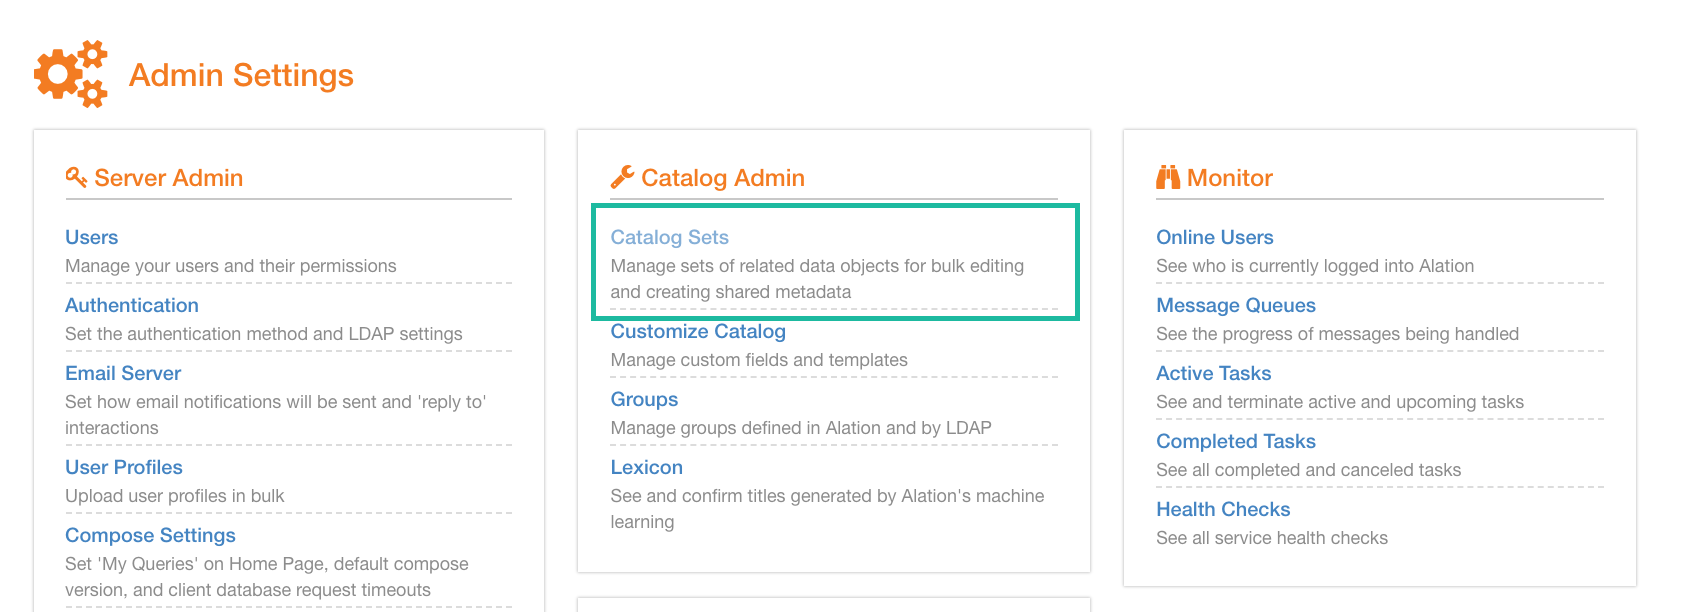 Admin Settings
Server Admin
Users
Manage your users and their permissions
Authentication
Set the authentication method and LDAP settings
Email Server
Set how email notifications will be sent and 'reply to'
interactions
User Profiles
Upload user profiles in bulk
Compose Settings
Set 'My Queries' on Home Page, default compose
version, and client database request timeouts
Catalog Admin
Catalog Sets
Manage sets of related data objects for bulk editing
and creating shared metadata
Customize Catalog
Manage custom fields and templates
Groups
Manage groups defined in Alation and by LDAP
Lexicon
See and confirm titles generated by Alation's machine
learning
Monitor
Online Users
See who is currently logged into Alation
Message Queues
See the progress of messages being handled
Active Tasks
See and terminate active and upcoming tasks
Completed Tasks
See all completed and canceled tasks
Health Checks
See all service health checks